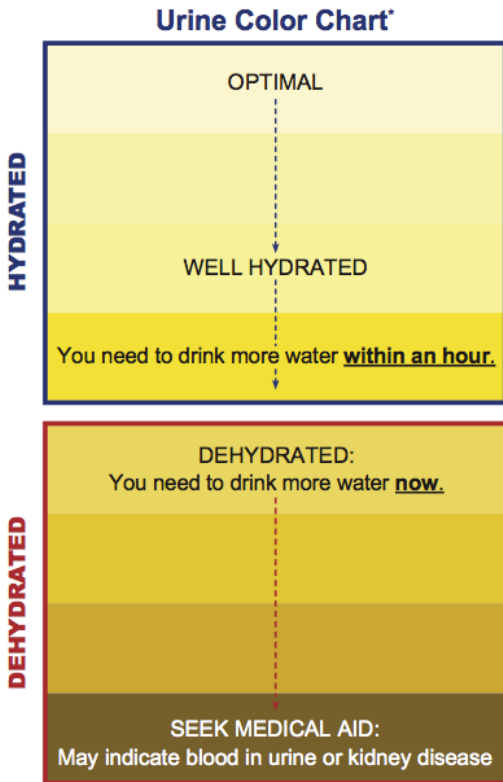 Urine Color Chart*
HYDRATED
OPTIMAL
WELL HYDRATED
You need to drink more water within an hour.
DEHYDRATED
DEHYDRATED:
You need to drink more water now.
SEEK MEDICAL AID:
May indicate blood in urine or kidney disease